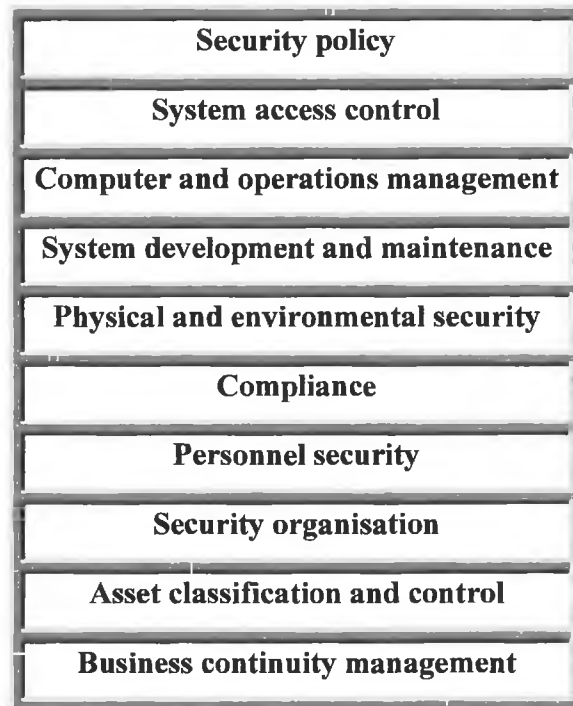 Security policy
System access control
Computer and operations management
System development and maintenance
Physical and environmental security
Compliance
Personnel security
Security organisation
Asset classification and control
Business continuity management